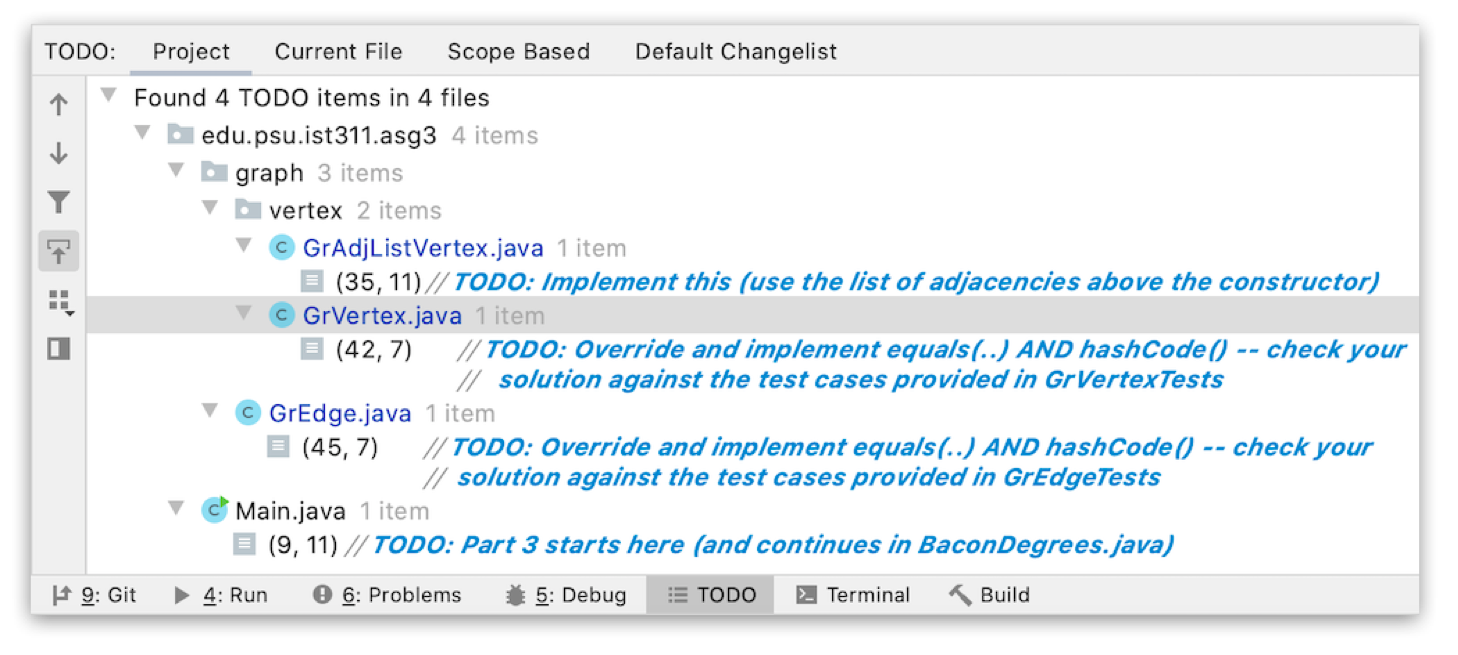 TODO: Project Current File Scope Based Default Changelist
Found 4 TODO items in 4 files
edu.psu.ist311.asg3 4 items
graph 3 items
vertex 2 items
C GrAdjListVertex.java 1 item
(35, 11) // TODO: Implement this (use the list of adjacencies above the constructor)
C GrVertex.java 1 item
(42, 7) // TODO: Override and implement equals(..) AND hashCode() -- check your
// solution against the test cases provided in GrVertexTests
C GrEdge.java 1 item
(45, 7) // TODO: Override and implement equals(..) AND hashCode() -- check your
// solution against the test cases provided in GrEdgeTests
C Main.java 1 item
(9, 11) // TODO: Part 3 starts here (and continues in BaconDegrees.java)
9: Git 4: Run 6: Problems 5: Debug TODO Terminal Build